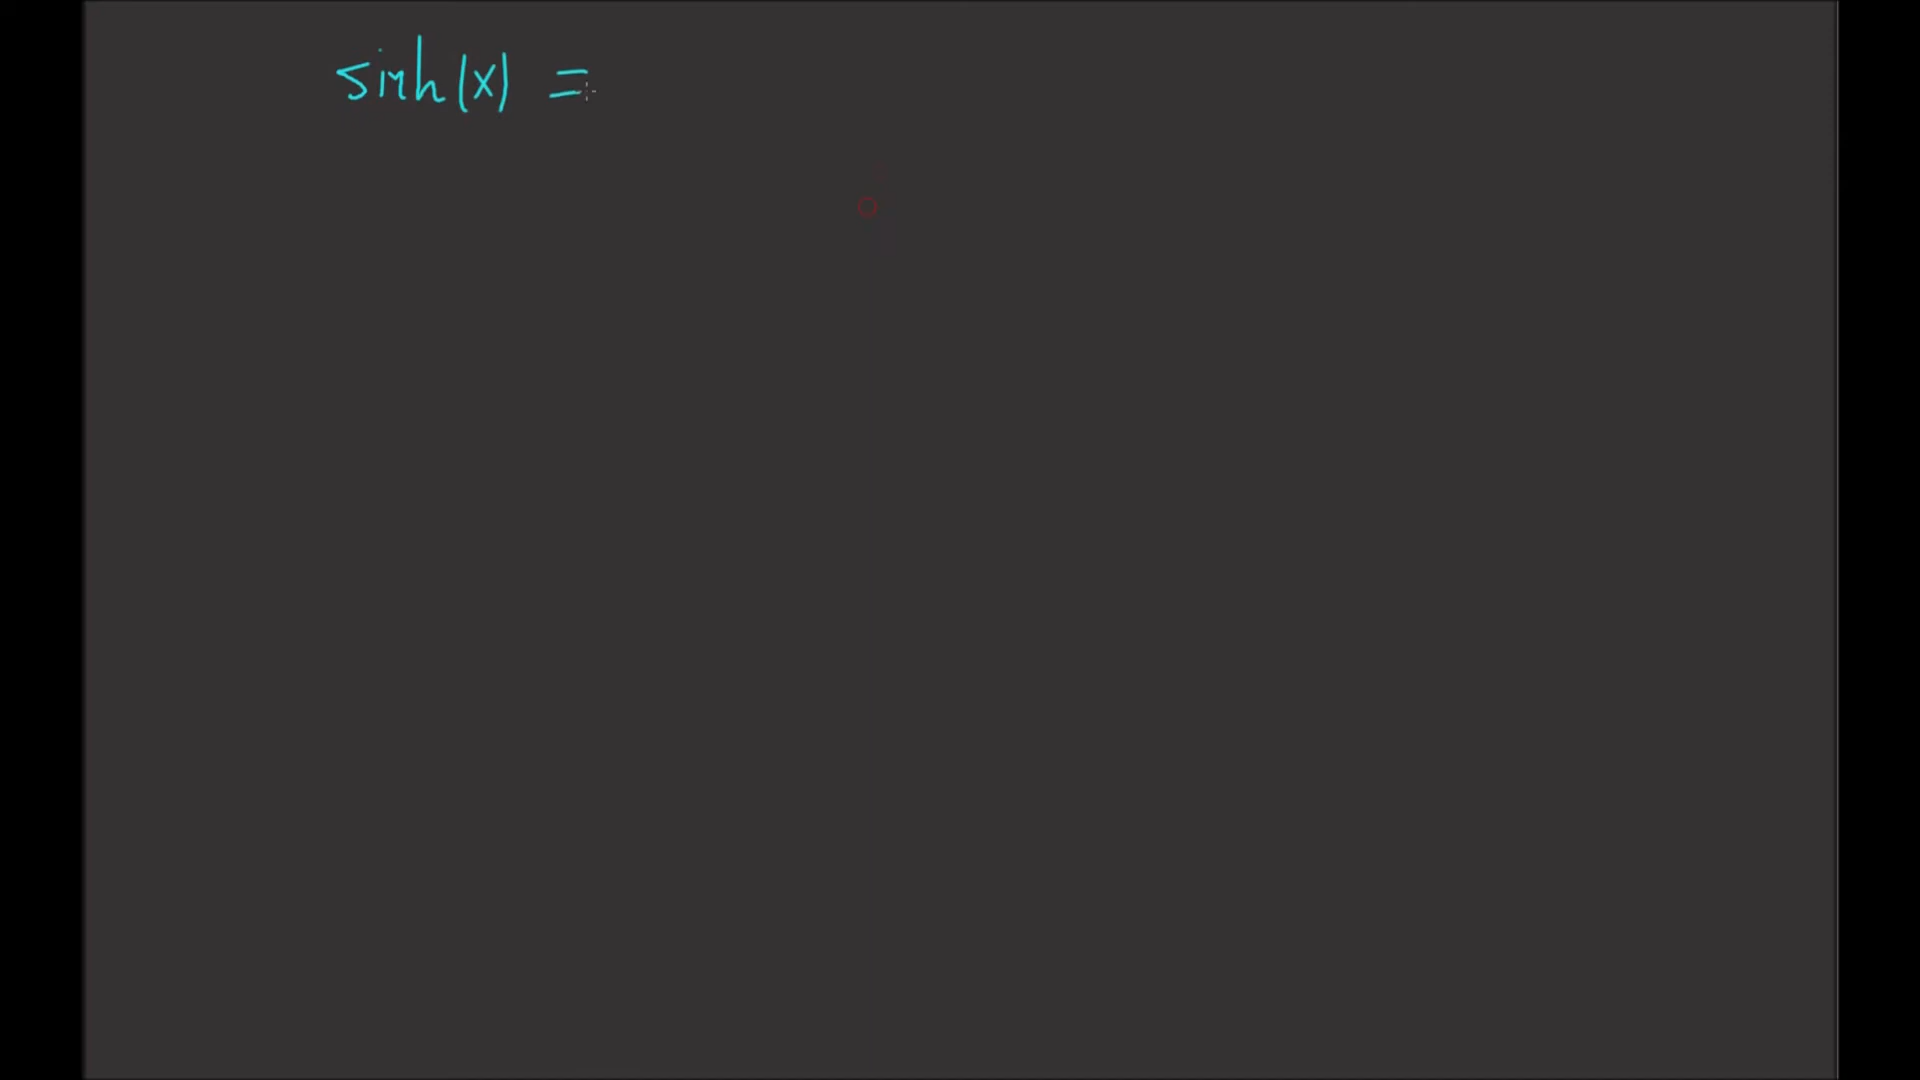 sinh(x) =